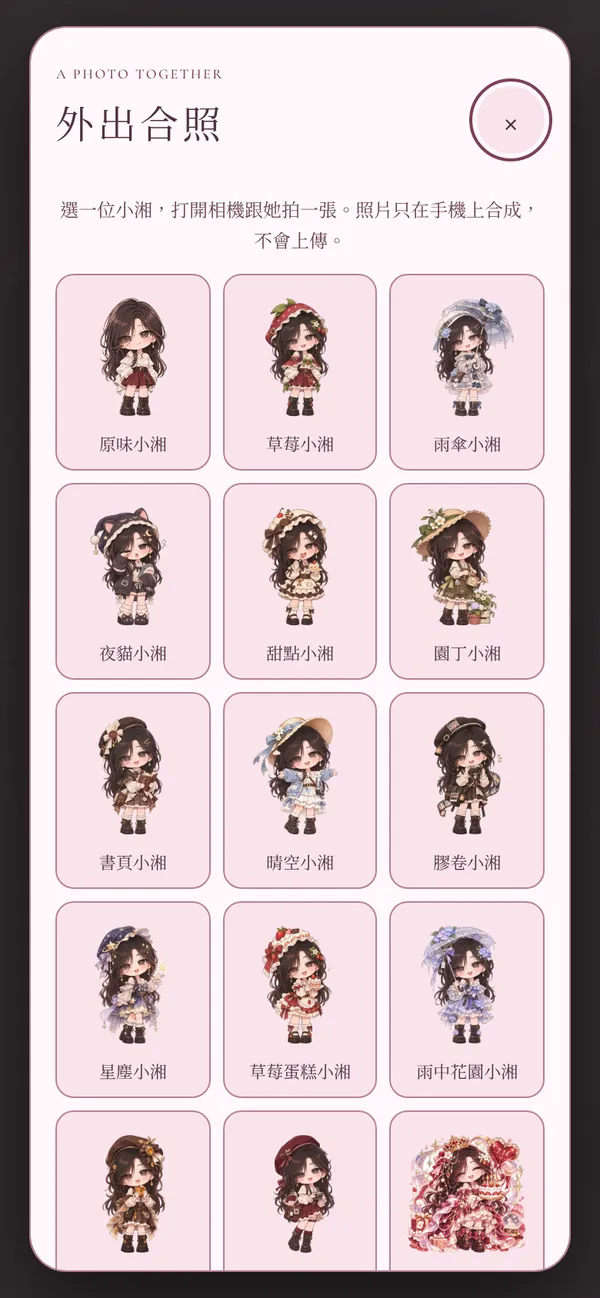 A PHOTO TOGETHER
外出合照
×
選一位小湘，打開相機跟她拍一張。照片只在手機上合成，
不會上傳。
原味小湘
草莓小湘
雨傘小湘
夜貓小湘
甜點小湘
園丁小湘
書頁小湘
晴空小湘
膠卷小湘
星塵小湘
草莓蛋糕小湘
雨中花園小湘